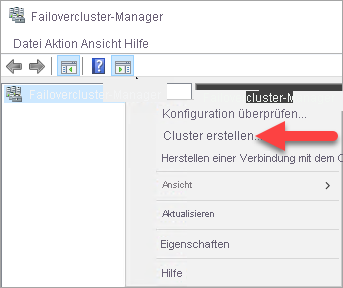 Failovercluster-Manager
Datei Aktion Ansicht Hilfe
Failovercluster-Manager
cluster-M
Konfiguration überprüfen...
Cluster erstellen...
Herstellen einer Verbindung mit dem C
Ansicht
Aktualisieren
Eigenschaften
Hilfe